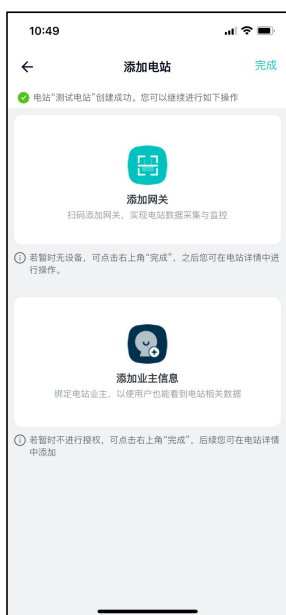 10:49
添加电站
完成
电站“测试电站”创建成功，您可以继续进行如下操作
添加网关
扫码添加网关，实现电站数据采集与监控
若暂时无设备，可点击右上角“完成”，之后您可在电站详情中进
行操作。
添加业主信息
绑定电站业主，以便用户也能看到电站相关数据
若暂时不进行授权，可点击右上角“完成”，后续您可在电站详情
中添加